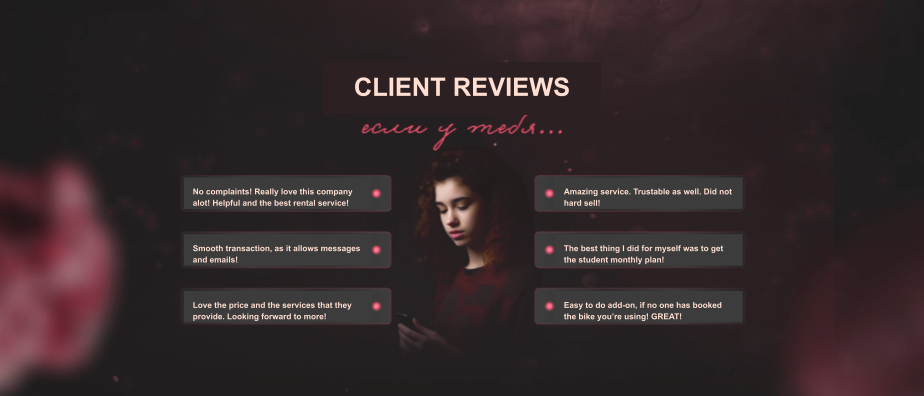 CLIENT REVIEWS
если у тебя...
No complaints! Really love this company
alot! Helpful and the best rental service!
Smooth transaction, as it allows messages
and emails!
Love the price and the services that they
provide. Looking forward to more!
Amazing service. Trustable as well. Did not
hard sell!
The best thing I did for myself was to get
the student monthly plan!
Easy to do add-on, if no one has booked
the bike you're using! GREAT!